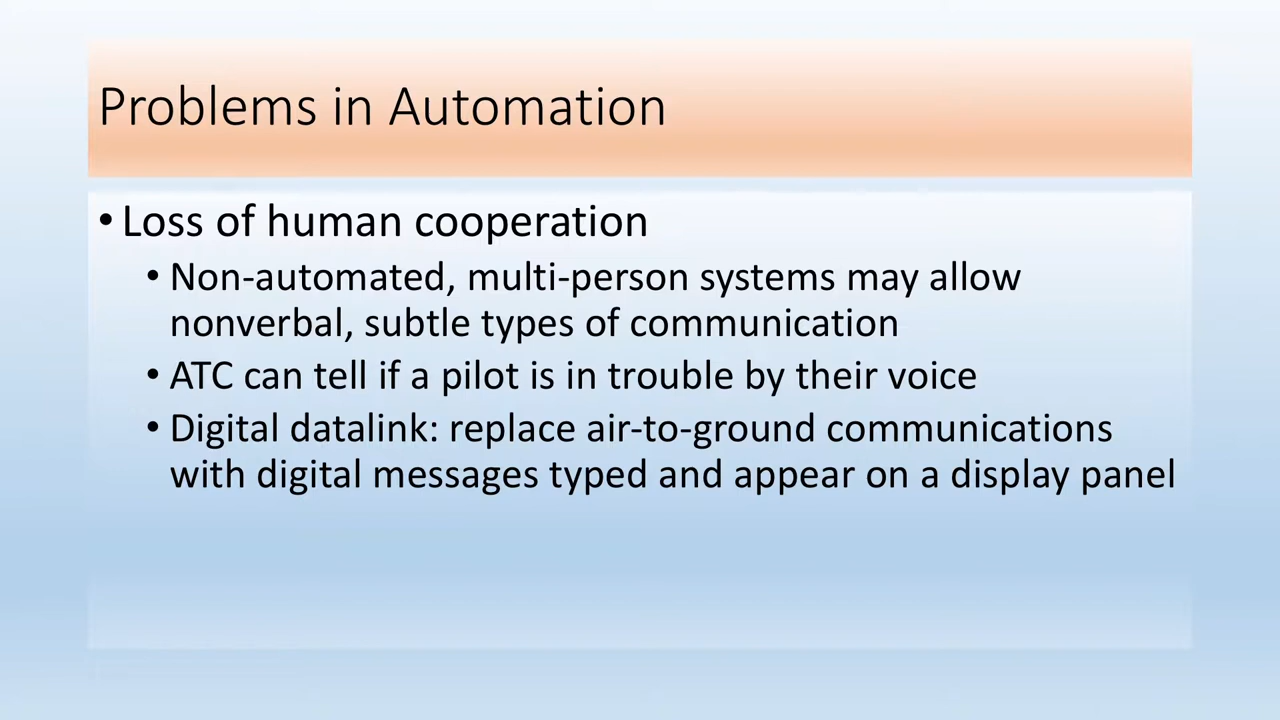 Problems in Automation
• Loss of human cooperation
• Non-automated, multi-person systems may allow
nonverbal, subtle types of communication
• ATC can tell if a pilot is in trouble by their voice
• Digital datalink: replace air-to-ground communications
with digital messages typed and appear on a display panel